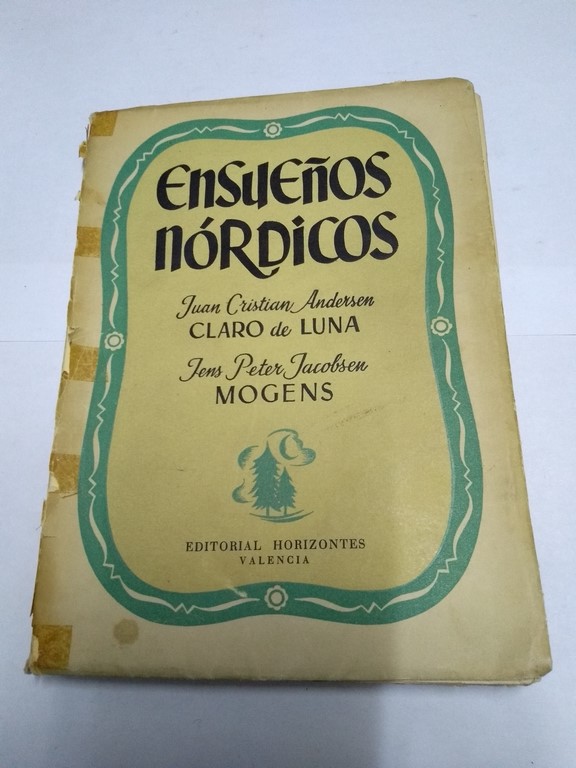 ENSUEÑOS
NÓRDICOS
Juan Cristian Andersen
CLARO de LUNA
Jens Peter Jacobsen
MOGENS
EDITORIAL HORIZONTES
VALENCIA